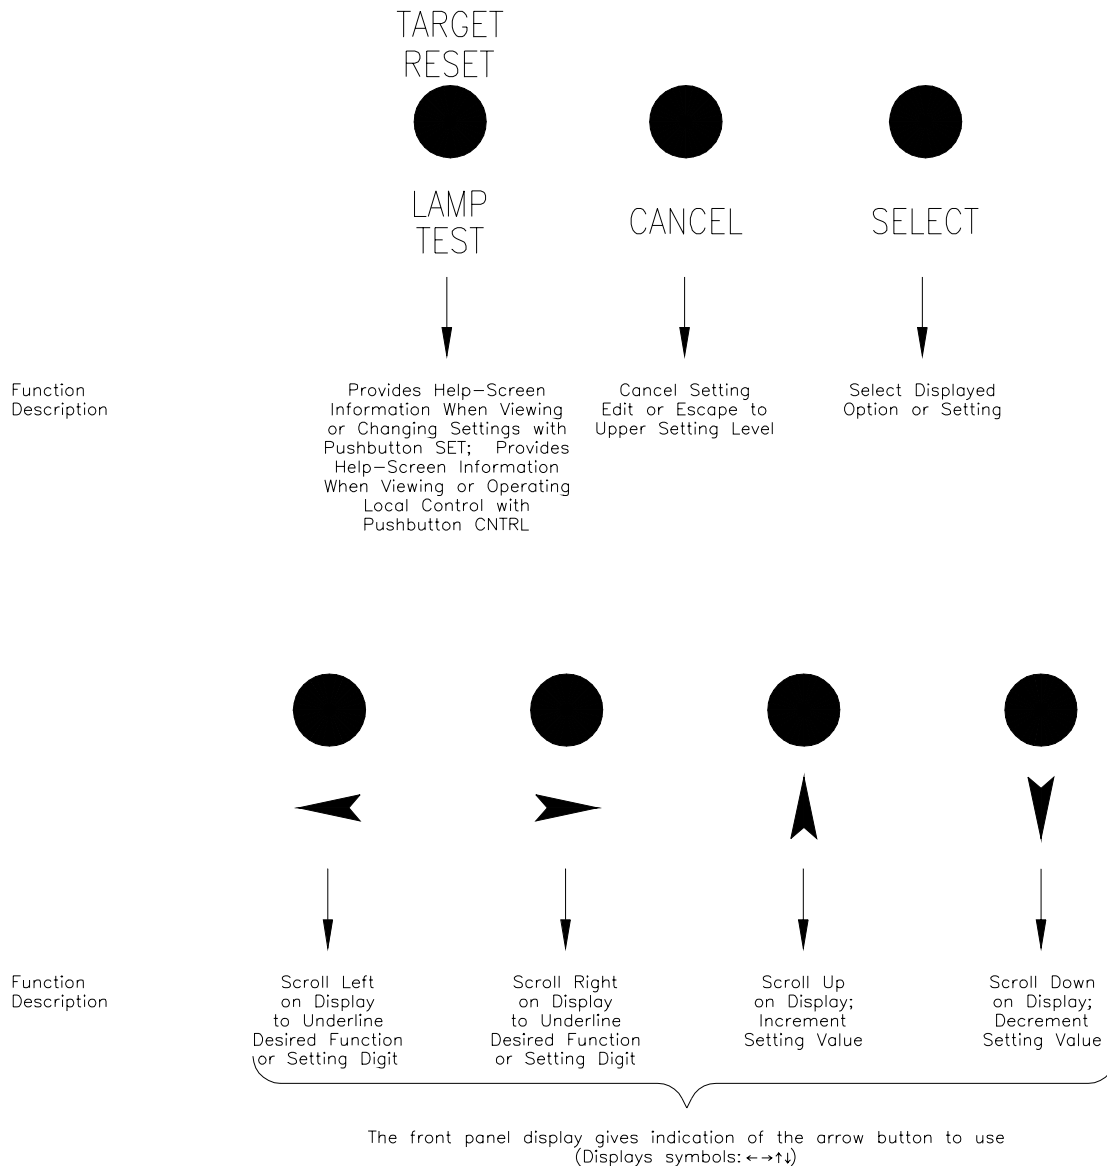 TARGET
RESET
LAMP
TEST
CANCEL
SELECT
Function
Description
Provides Help-Screen
Information When Viewing
or Changing Settings with
Pushbutton SET; Provides
Help-Screen Information
When Viewing or Operating
Local Control with
Pushbutton CNTRL
Cancel Setting
Edit or Escape to
Upper Setting Level
Select Displayed
Option or Setting
Function
Description
Scroll Left
on Display
to Underline
Desired Function
or Setting Digit
Scroll Right
on Display
to Underline
Desired Function
or Setting Digit
Scroll Up
on Display;
Increment
Setting Value
Scroll Down
on Display;
Decrement
Setting Value
The front panel display gives indication of the arrow button to use
(Displays symbols: ←→↑↓)